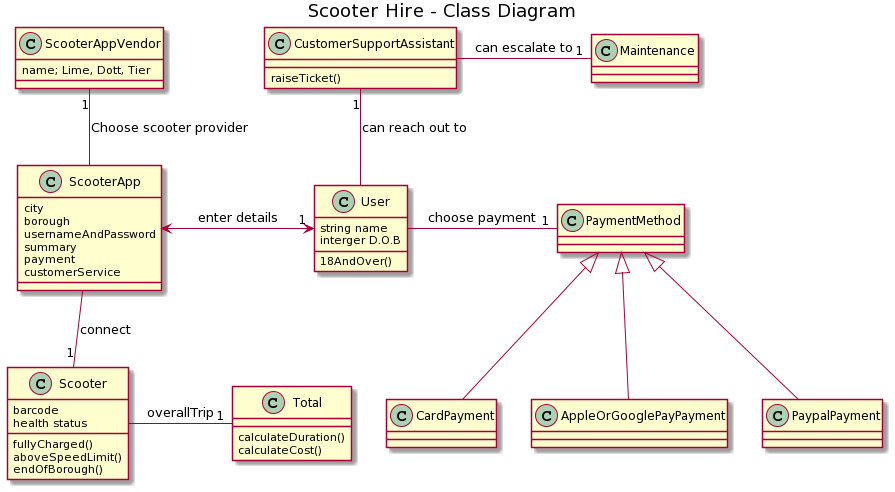 Scooter Hire - Class Diagram
C ScooterAppVendor
name; Lime, Dott, Tier
C CustomerSupportAssistant
raiseTicket()
can escalate to 1
C Maintenance
1
Choose scooter provider
1
can reach out to
C ScooterApp
city
borough
usernameAndPassword
summary
payment
customerService
enter details 1
C User
string name
interger D.O.B
18AndOver()
choose payment 1
C PaymentMethod
connect
1
C Scooter
barcode
health status
fullyCharged()
aboveSpeedLimit()
endOfBorough()
overallTrip 1
C Total
calculateDuration()
calculateCost()
C CardPayment
C AppleOrGooglePayPayment
C PaypalPayment